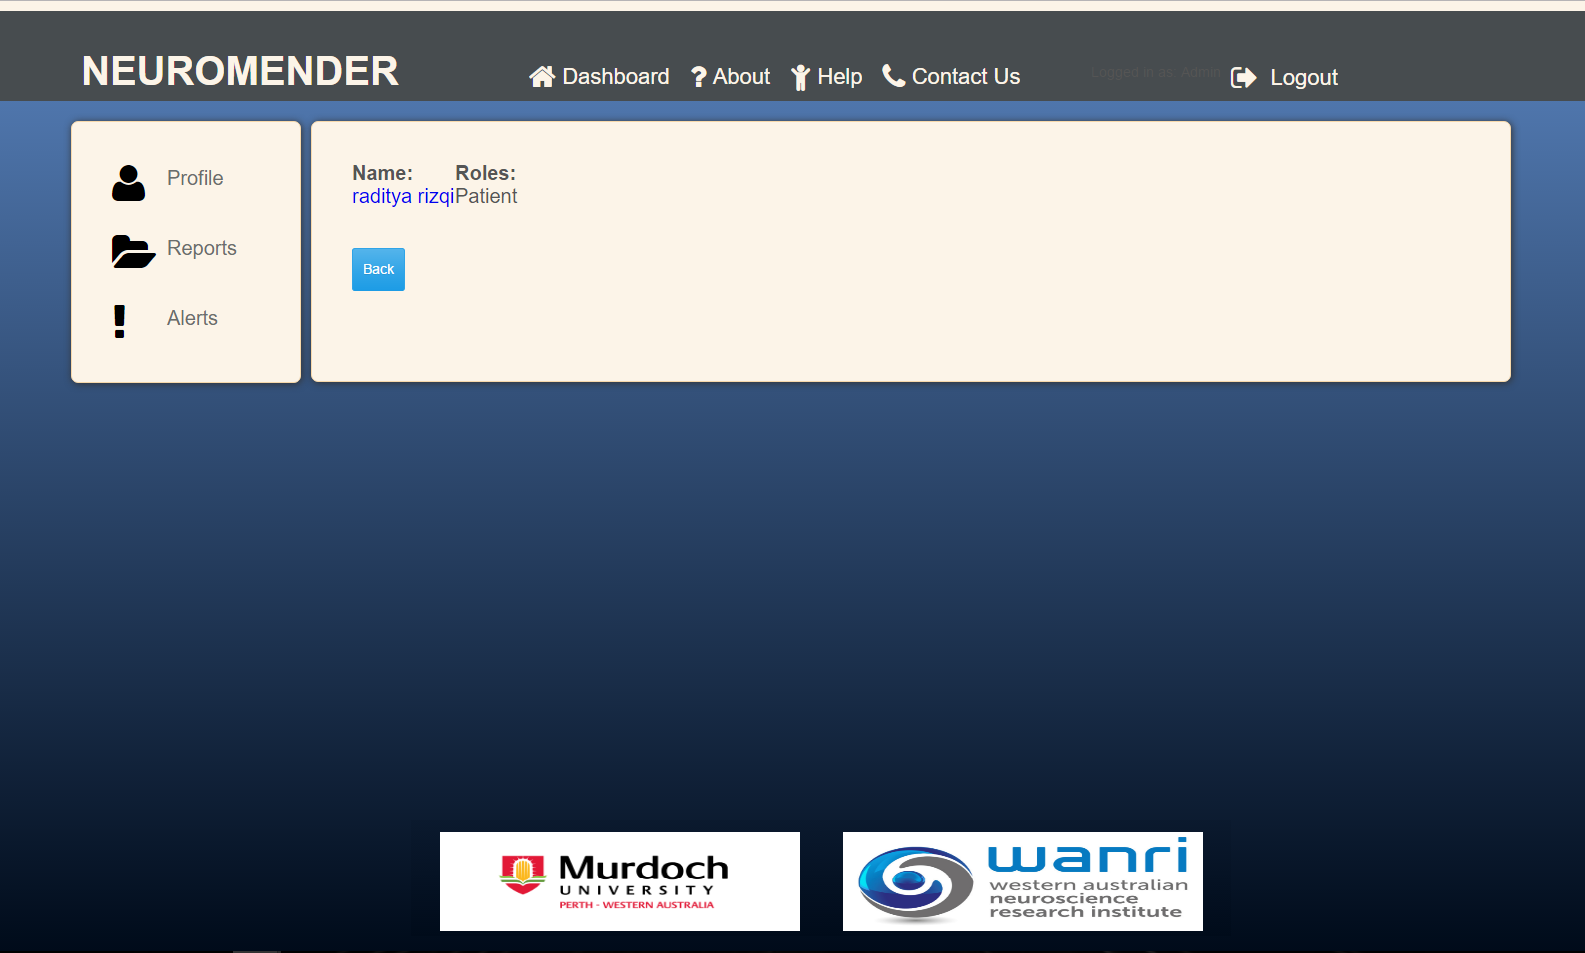 NEUROMENDER
Dashboard
About
Help
Contact Us
Logged in as: Admin
Logout
Profile
Reports
Alerts
Name: Roles:
raditya rizqi Patient
Back
Murdoch
UNIVERSITY
PERTH - WESTERN AUSTRALIA
wanri
western australian
neuroscience
research institute